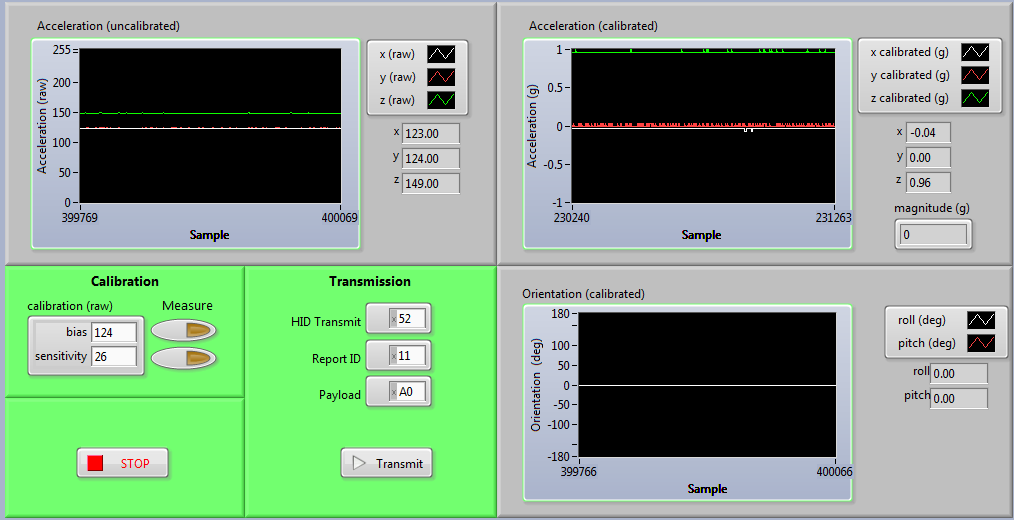 Acceleration (uncalibrated)
255
200
150
100
50
0
Acceleration (raw)
399769
400069
Sample
x (raw)
y (raw)
z (raw)
x 123.00
y 124.00
z 149.00
Acceleration (calibrated)
1
0.5
0
-0.5
-1
Acceleration (g)
230240
231263
Sample
x calibrated (g)
y calibrated (g)
z calibrated (g)
x -0.04
y 0.00
z 0.96
magnitude (g)
0
Calibration
calibration (raw)
Measure
bias 124
sensitivity 26
STOP
Transmission
HID Transmit x 52
Report ID x 11
Payload x A0
Transmit
Orientation (calibrated)
180
100
50
0
-50
-100
-180
Orientation (deg)
399766
400066
Sample
roll (deg)
pitch (deg)
roll 0.00
pitch 0.00